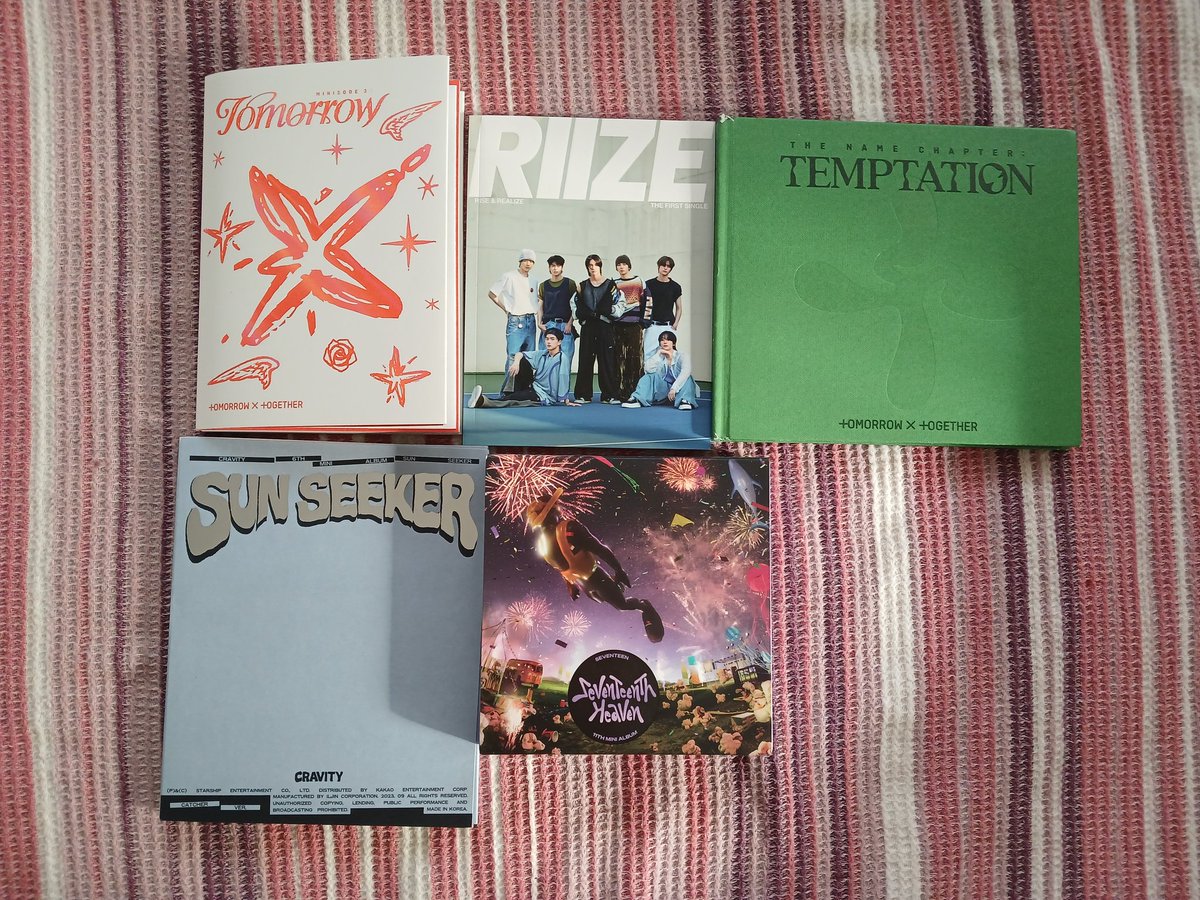 MINISODE 3
Tomorrow
TOMORROW × TOGETHER
RIIZE
RISE & REALIZE
THE FIRST SINGLE
THE NAME CHAPTER:
TEMPTATION
TOMORROW × TOGETHER
CRAVITY 6TH MINI ALBUM SUN SEEKER
SUN SEEKER
CRAVITY
(P)&(C) STARSHIP ENTERTAINMENT CO., LTD. DISTRIBUTED BY KAKAO ENTERTAINMENT CORP.
MANUFACTURED BY ILJIN CORPORATION, 2023. 09 ALL RIGHTS RESERVED.
UNAUTHORIZED COPYING, LENDING, PUBLIC PERFORMANCE AND
BROADCASTING PROHIBITED. MADE IN KOREA.
CATCHER VER.
SEVENTEEN
SEVENTEENTH
HEAVEN
11TH MINI ALBUM